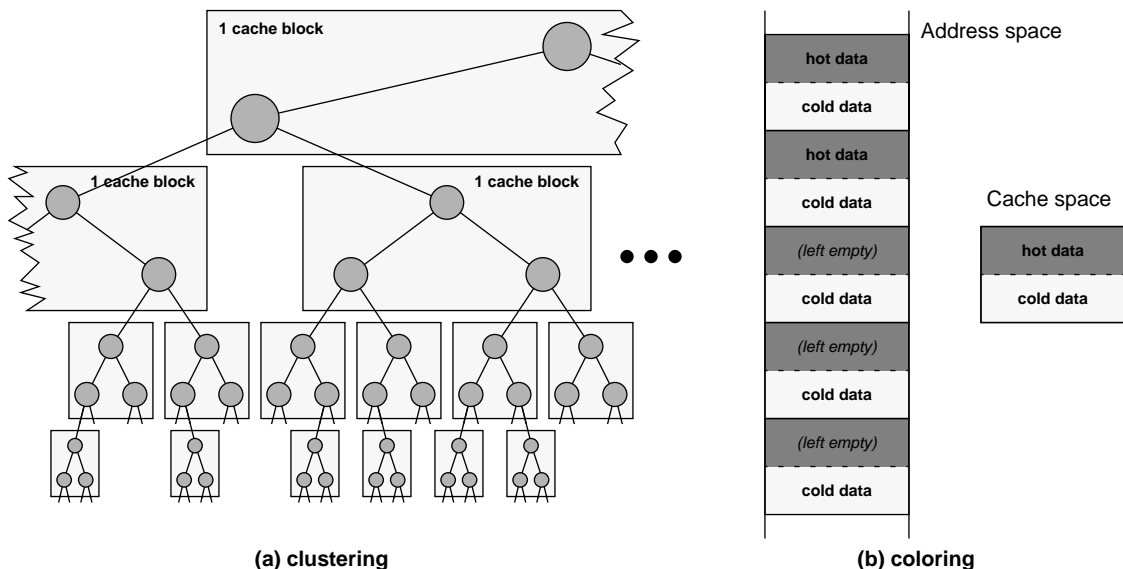 1 cache block
1 cache block
1 cache block
(a) clustering
Address space
hot data
cold data
hot data
cold data
(left empty)
cold data
(left empty)
cold data
(left empty)
cold data
Cache space
hot data
cold data
(b) coloring